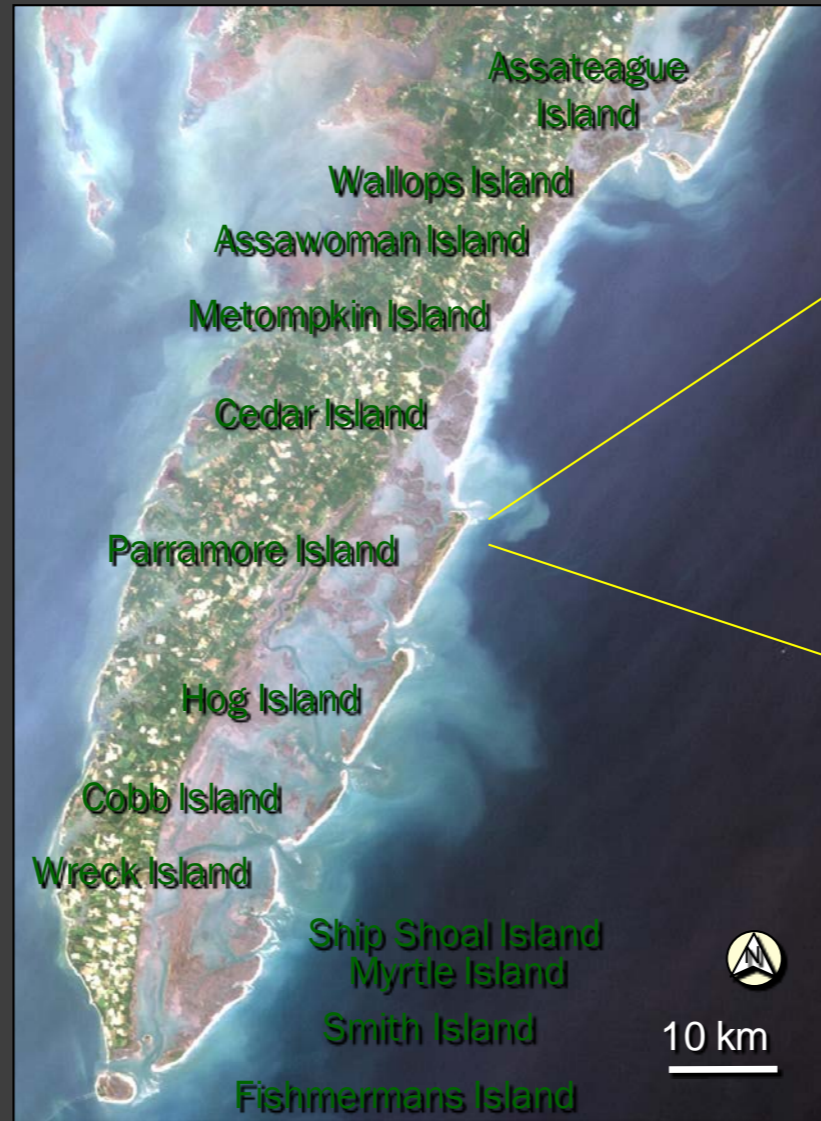 Assateague
Island
Wallops Island
Assawoman Island
Metompkin Island
Cedar Island
Parramore Island
Hog Island
Cobb Island
Wreck Island
Ship Shoal Island
Myrtle Island
N
Smith Island
10 km
Fishmermans Island